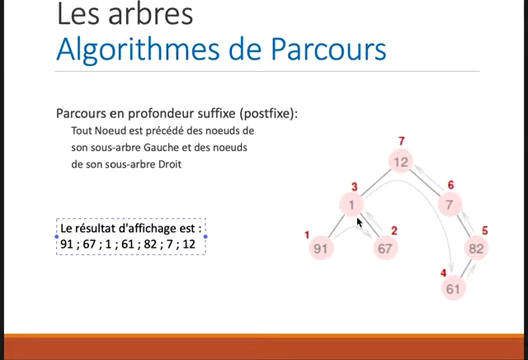 Les arbres
Algorithmes de Parcours
Parcours en profondeur suffixe (postfixe):
Tout Noeud est précédé des noeuds de
son sous-arbre Gauche et des noeuds
de son sous-arbre Droit
Le résultat d'affichage est :
91 ; 67 ; 1 ; 61 ; 82 ; 7 ; 12
7
12
3
1
6
7
1
91
2
67
5
82
4
61